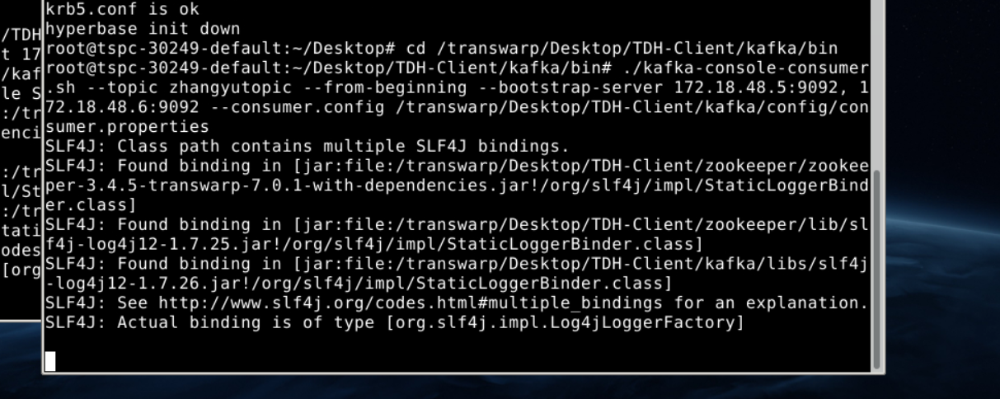 krb5.conf is ok
hyperbase init down
root@tspc-30249-default:~/Desktop# cd /transwarp/Desktop/TDH-Client/kafka/bin
root@tspc-30249-default:~/Desktop/TDH-Client/kafka/bin# ./kafka-console-consumer
.sh --topic zhangyutopic --from-beginning --bootstrap-server 172.18.48.5:9092, 1
72.18.48.6:9092 --consumer.config /transwarp/Desktop/TDH-Client/kafka/config/con
sumer.properties
SLF4J: Class path contains multiple SLF4J bindings.
SLF4J: Found binding in [jar:file:/transwarp/Desktop/TDH-Client/zookeeper/zookee
per-3.4.5-transwarp-7.0.1-with-dependencies.jar!/org/slf4j/impl/StaticLoggerBind
er.class]
SLF4J: Found binding in [jar:file:/transwarp/Desktop/TDH-Client/zookeeper/lib/sl
f4j-log4j12-1.7.25.jar!/org/slf4j/impl/StaticLoggerBinder.class]
SLF4J: Found binding in [jar:file:/transwarp/Desktop/TDH-Client/kafka/libs/slf4j
-log4j12-1.7.26.jar!/org/slf4j/impl/StaticLoggerBinder.class]
SLF4J: See http://www.slf4j.org/codes.html#multiple_bindings for an explanation.
SLF4J: Actual binding is of type [org.slf4j.impl.Log4jLoggerFactory]
/TDH
t 17
/kaf
le S
:/tr
enci
:/tr
l/St
:/tr
tati
odes
[org